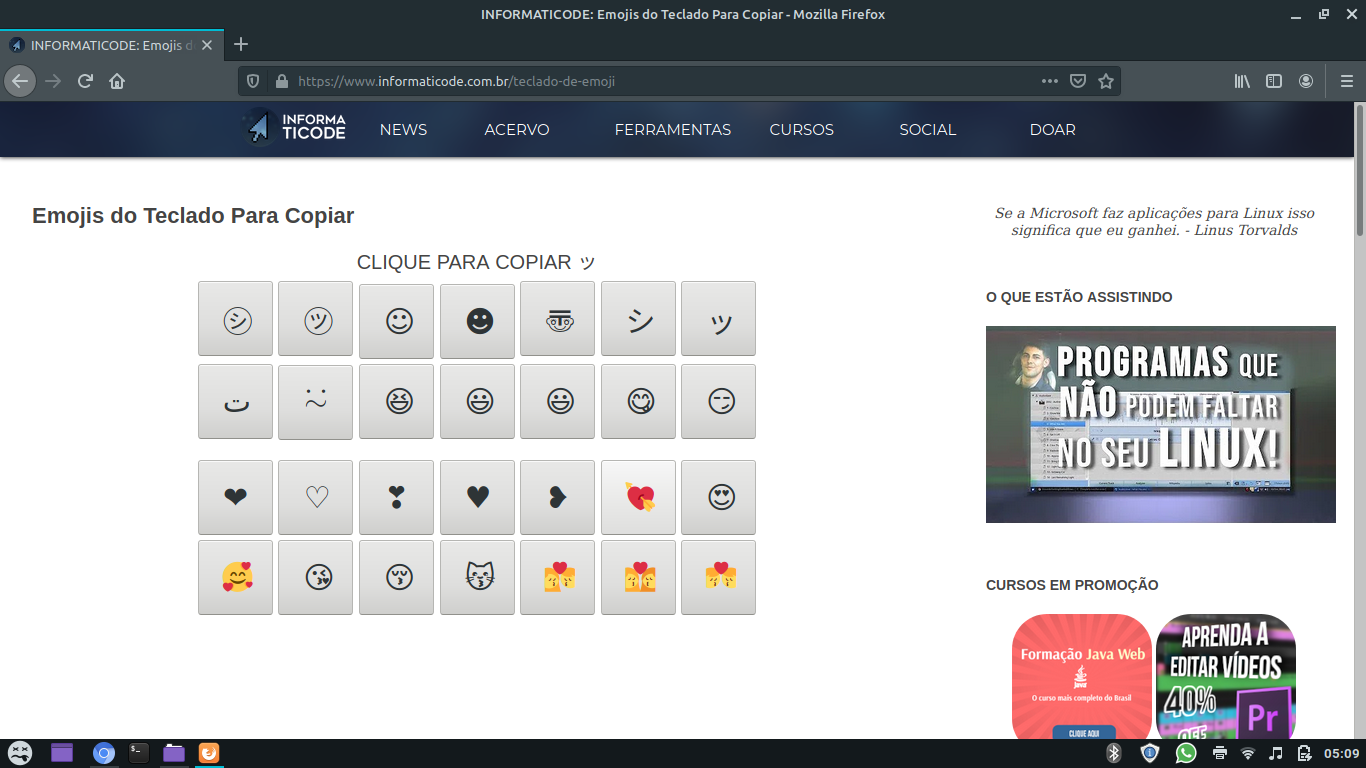 INFORMATICODE: Emojis do Teclado Para Copiar - Mozilla Firefox
INFORMATICODE: Emojis d
https://www.informaticode.com.br/teclado-de-emoji
INFORMA
TICODE
NEWS
ACERVO
FERRAMENTAS
CURSOS
SOCIAL
DOAR
Emojis do Teclado Para Copiar
CLIQUE PARA COPIAR ッ
㋛ ㋡ ☺ ☻ 〠 シ ッ
ت ⍨ 😆 😃 😃 😋 😏
❤ ♡ ❣ ♥ ❥ 💘 😍
🥰 😘 😚 😽 💏 👩‍❤️‍💋‍👩 👨‍❤️‍💋‍👨
Se a Microsoft faz aplicações para Linux isso
significa que eu ganhei. - Linus Torvalds
O QUE ESTÃO ASSISTINDO
PROGRAMAS QUE
NÃO PODEM FALTAR
NO SEU LINUX!
CURSOS EM PROMOÇÃO
Formação Java Web
Java
O curso mais completo do Brasil
CLIQUE AQUI
APRENDA A
EDITAR VÍDEOS
40%
OFF
Pr
05:09